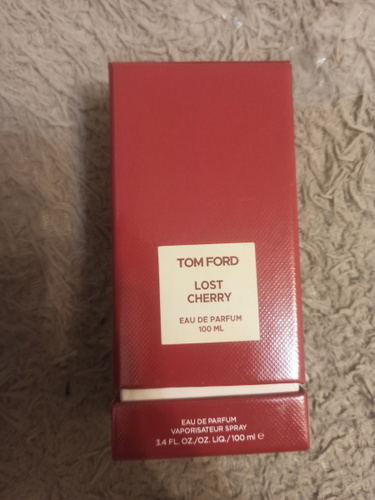 TOM FORD
LOST
CHERRY
EAU DE PARFUM
100 ML
EAU DE PARFUM
VAPORISATEUR SPRAY
3.4 FL. OZ./OZ. LIQ./100 ml ℮